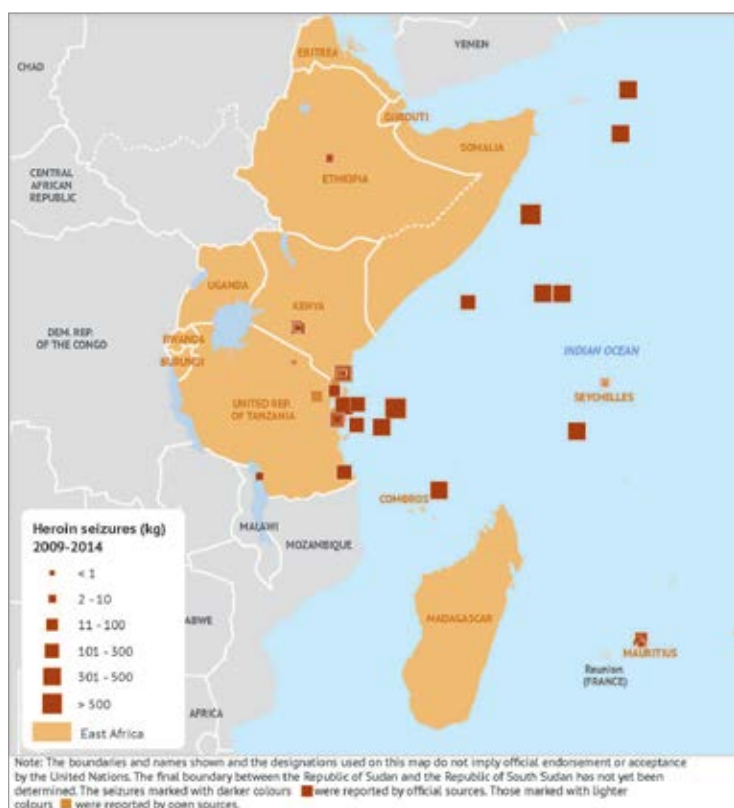 CHAD
YEMEN
ERITREA
DJIBOUTI
SOMALIA
ETHIOPIA
CENTRAL
AFRICAN
REPUBLIC
UGANDA
KENYA
DEM. REP.
OF THE CONGO
RWANDA
BURUNDI
INDIAN OCEAN
SEYCHELLES
UNITED REP.
OF TANZANIA
COMOROS
MALAWI
MOZAMBIQUE
MADAGASCAR
MAURITIUS
Reunion
(FRANCE)
ABWE
AFRICA
Heroin seizures (kg)
2009-2014
< 1
2 - 10
11 - 100
101 - 300
301 - 500
> 500
East Africa
Note: The boundaries and names shown and the designations used on this map do not imply official endorsement or acceptance
by the United Nations. The final boundary between the Republic of Sudan and the Republic of South Sudan has not yet been
determined. The seizures marked with darker colours were reported by official sources. Those marked with lighter
colours were reported by open sources.